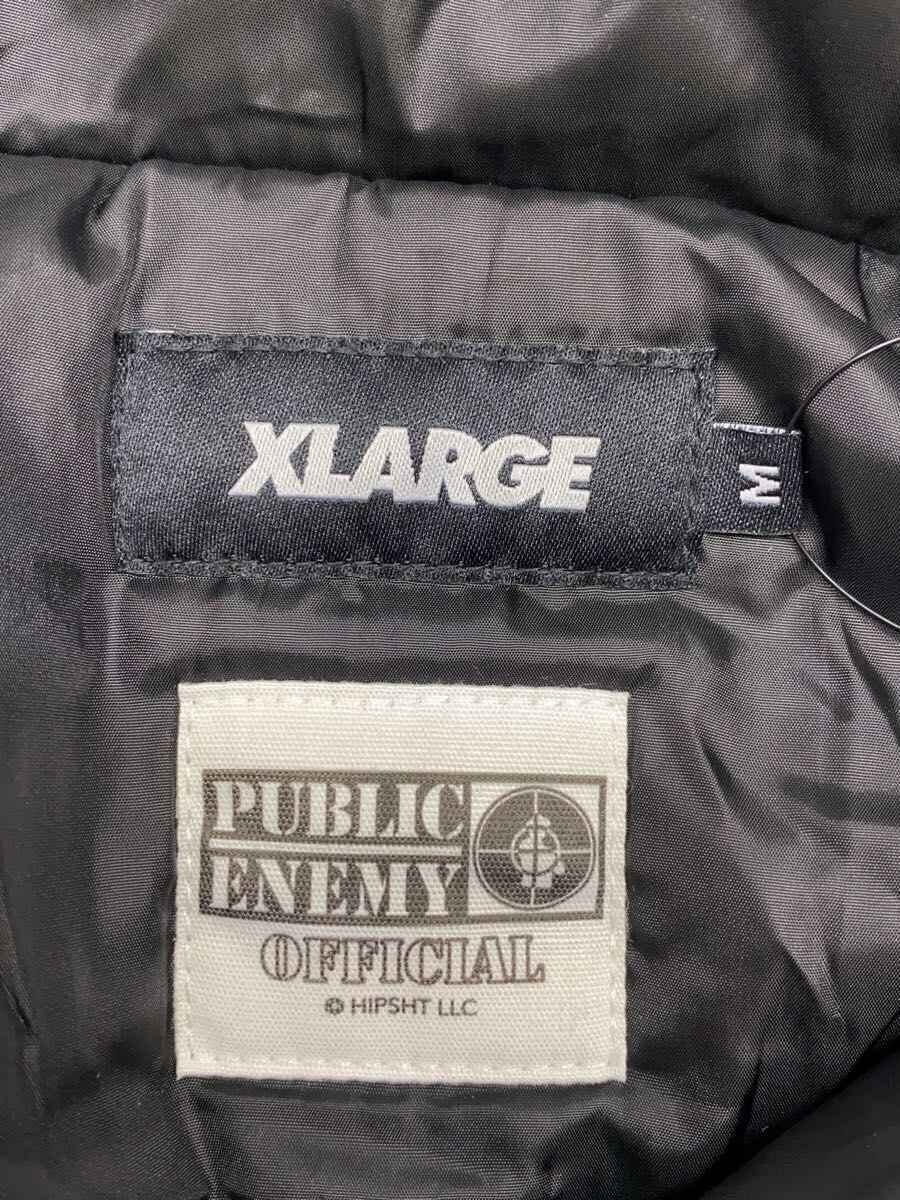 XLARGE
M
PUBLIC
ENEMY
OFFICIAL
© HIPSHT LLC